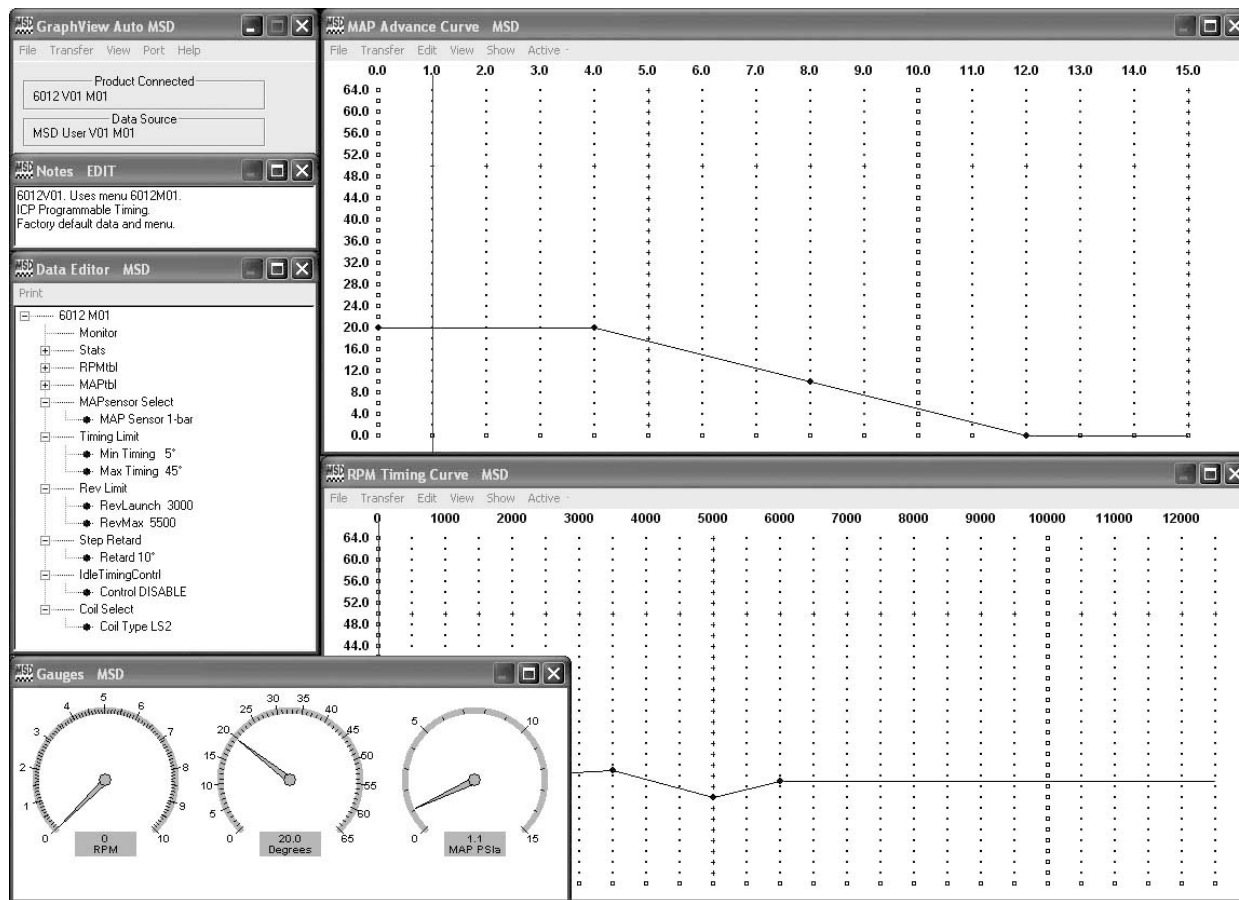 MSD GraphView Auto MSD
File Transfer View Port Help
Product Connected
6012 V01 M01
Data Source
MSD User V01 M01
MSD Notes EDIT
6012V01. Uses menu 6012M01.
ICP Programmable Timing.
Factory default data and menu.
MSD Data Editor MSD
Print
6012 M01
Monitor
Stats
RPMtbl
MAPtbl
MAPsensor Select
MAP Sensor 1-bar
Timing Limit
Min Timing 5°
Max Timing 45°
Rev Limit
RevLaunch 3000
RevMax 5500
Step Retard
Retard 10°
IdleTimingContrl
Control DISABLE
Coil Select
Coil Type LS2
MSD MAP Advance Curve MSD
File Transfer Edit View Show Active -
0.0 1.0 2.0 3.0 4.0 5.0 6.0 7.0 8.0 9.0 10.0 11.0 12.0 13.0 14.0 15.0
64.0
60.0
56.0
52.0
48.0
44.0
40.0
36.0
32.0
28.0
24.0
20.0
16.0
12.0
8.0
4.0
0.0
MSD RPM Timing Curve MSD
File Transfer Edit View Show Active -
0 1000 2000 3000 4000 5000 6000 7000 8000 9000 10000 11000 12000
64.0
60.0
56.0
52.0
48.0
44.0
MSD Gauges MSD
0 1 2 3 4 5 6 7 8 9 10
0
RPM
0 5 10 15 20 25 30 35 40 45 50 55 60 65
20.0
Degrees
0 5 10 15
1.1
MAP PSIa